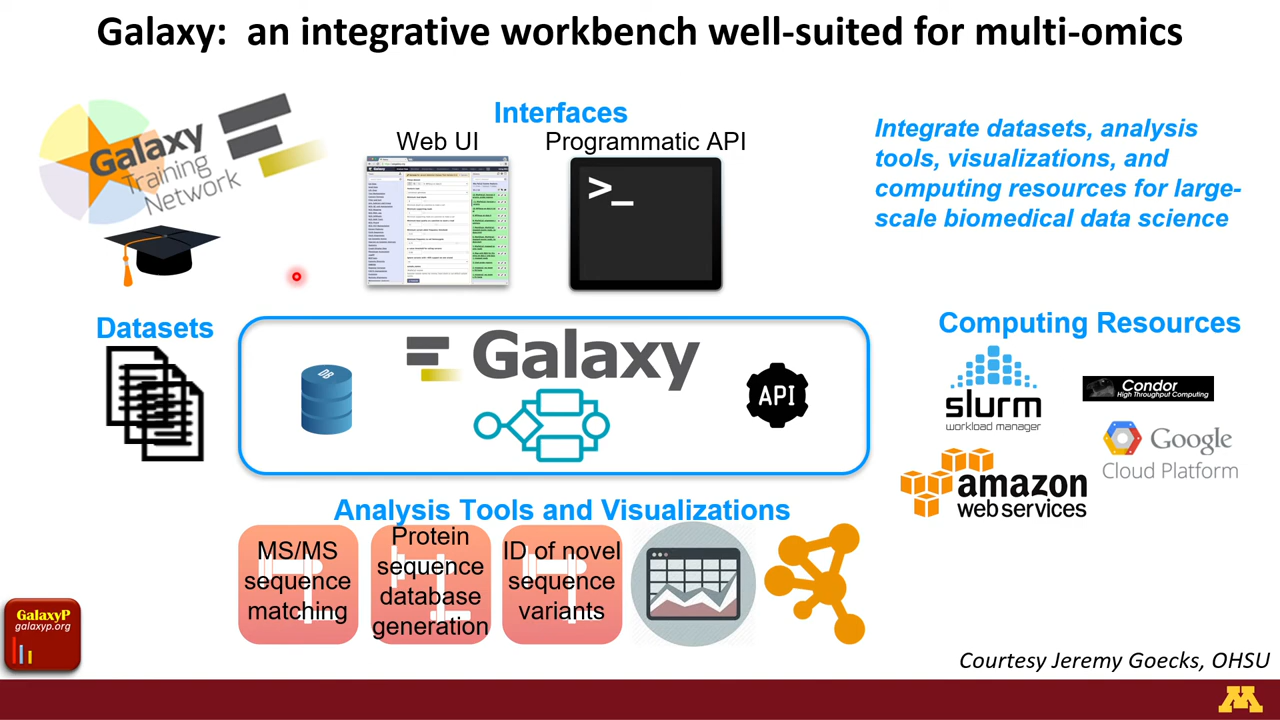 Galaxy: an integrative workbench well-suited for multi-omics
Galaxy
Training
Network
Interfaces
Web UI
Programmatic API
>_
Integrate datasets, analysis
tools, visualizations, and
computing resources for large-
scale biomedical data science
Datasets
DB
Galaxy
API
Computing Resources
slurm
workload manager
Condor
High Throughput Computing
Google
Cloud Platform
amazon
web services
Analysis Tools and Visualizations
MS/MS
sequence
matching
Protein
sequence
database
generation
ID of novel
sequence
variants
GalaxyP
galaxyp.org
Courtesy Jeremy Goecks, OHSU
M